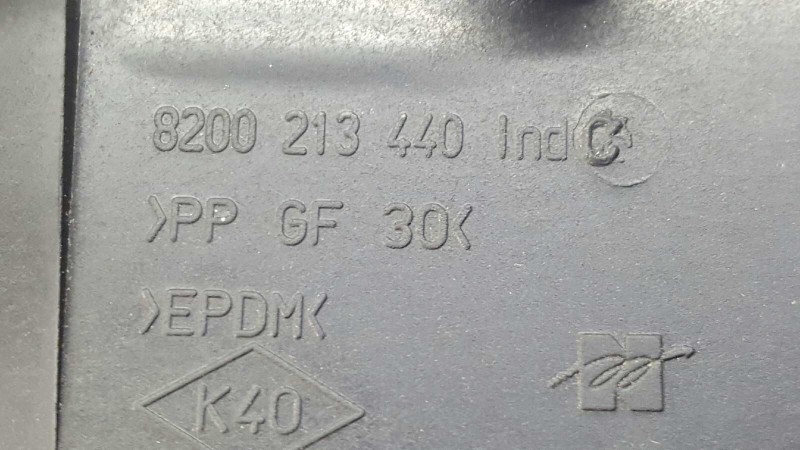 8200 213 440 Ind C
>PP GF 30<
>EPDM<
K40